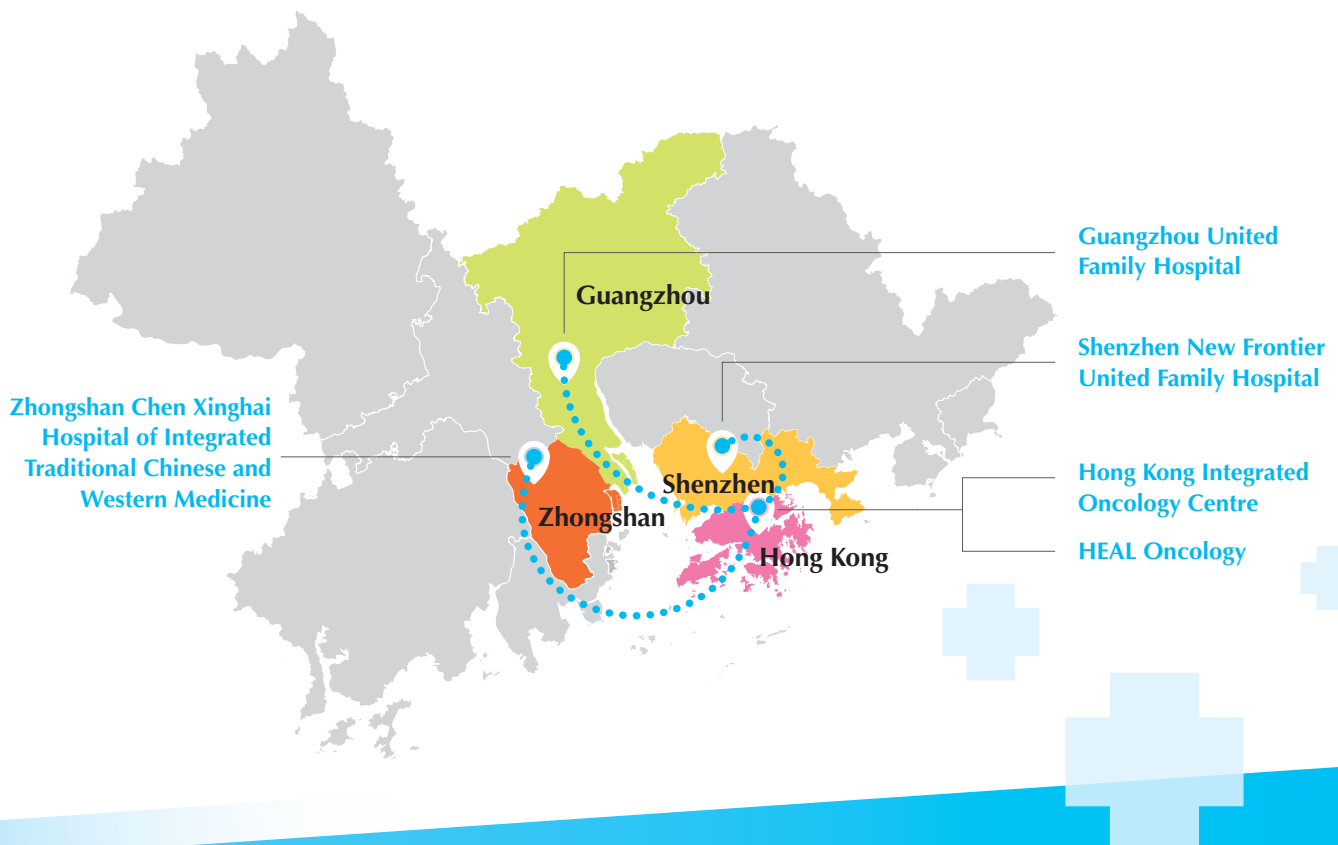 Guangzhou United
Family Hospital
Guangzhou
Shenzhen New Frontier
United Family Hospital
Zhongshan Chen Xinghai
Hospital of Integrated
Traditional Chinese and
Western Medicine
Shenzhen
Zhongshan
Hong Kong Integrated
Oncology Centre
Hong Kong
HEAL Oncology